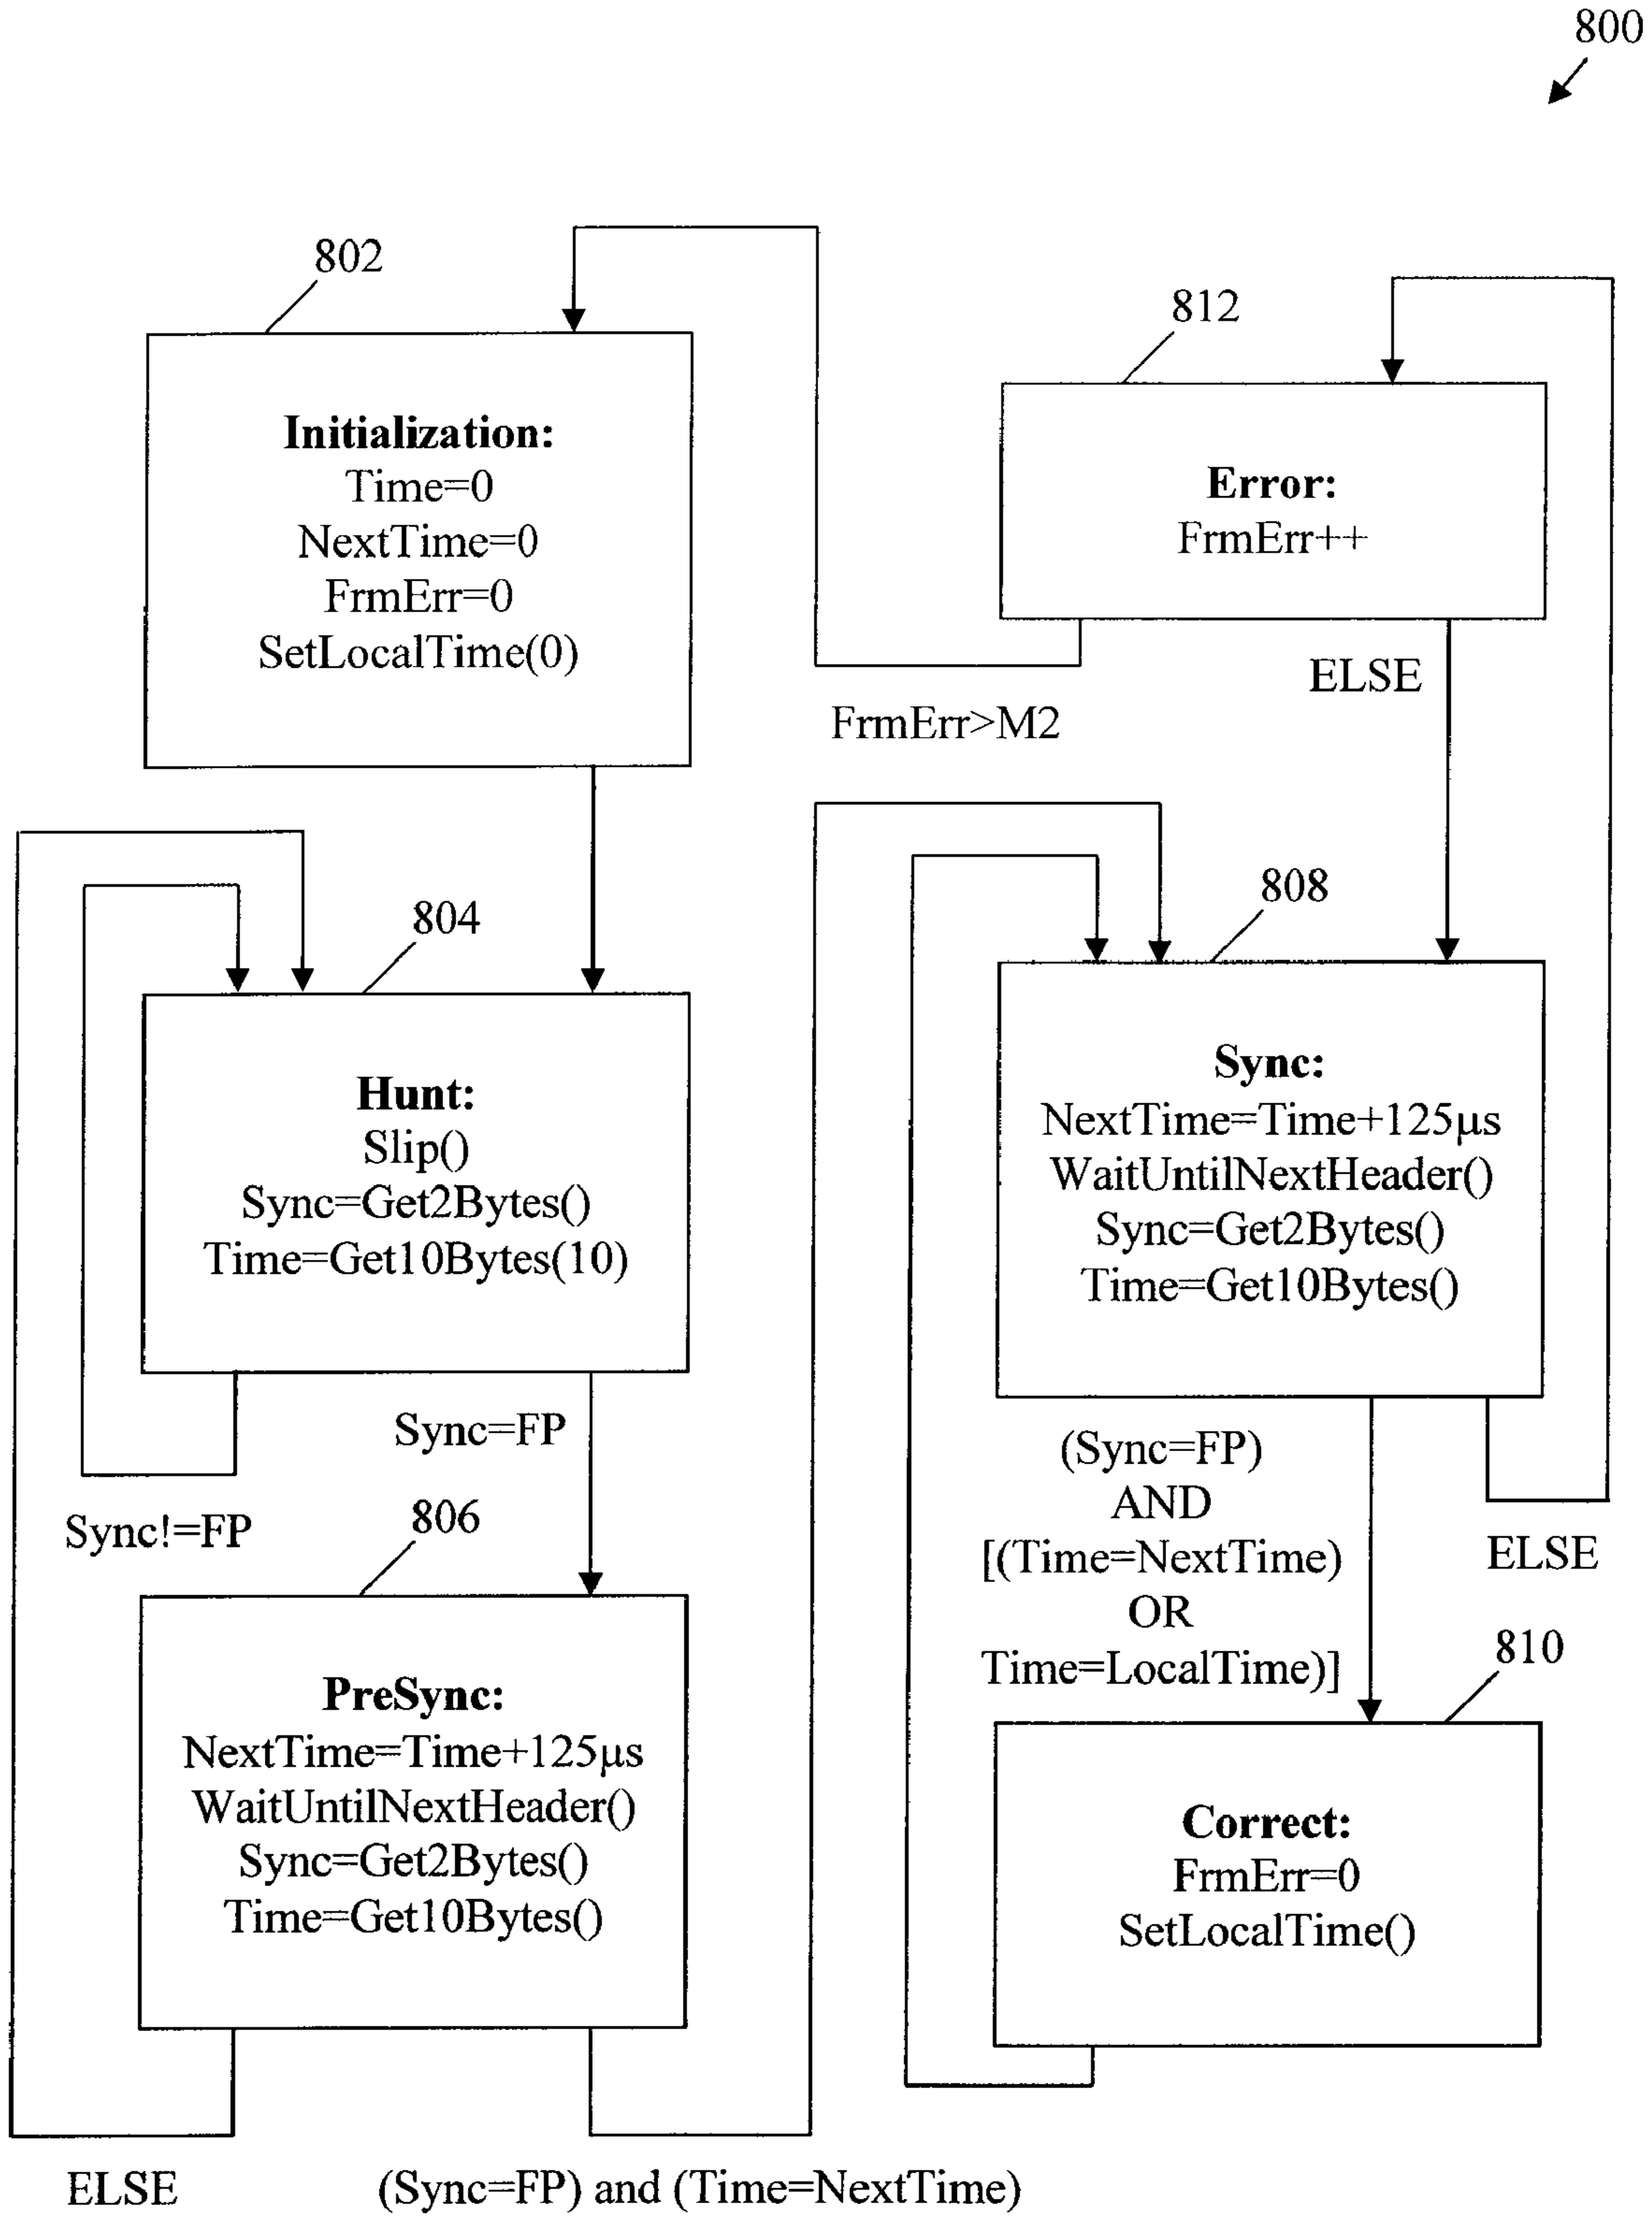 800
802
Initialization:
Time=0
NextTime=0
FrmErr=0
SetLocalTime(0)
812
Error:
FrmErr++
FrmErr>M2
ELSE
804
Hunt:
Slip()
Sync=Get2Bytes()
Time=Get10Bytes(10)
Sync=FP
Sync!=FP
808
Sync:
NextTime=Time+125μs
WaitUntilNextHeader()
Sync=Get2Bytes()
Time=Get10Bytes()
(Sync=FP)
AND
[(Time=NextTime)
OR
Time=LocalTime)]
ELSE
806
PreSync:
NextTime=Time+125μs
WaitUntilNextHeader()
Sync=Get2Bytes()
Time=Get10Bytes()
810
Correct:
FrmErr=0
SetLocalTime()
ELSE
(Sync=FP) and (Time=NextTime)